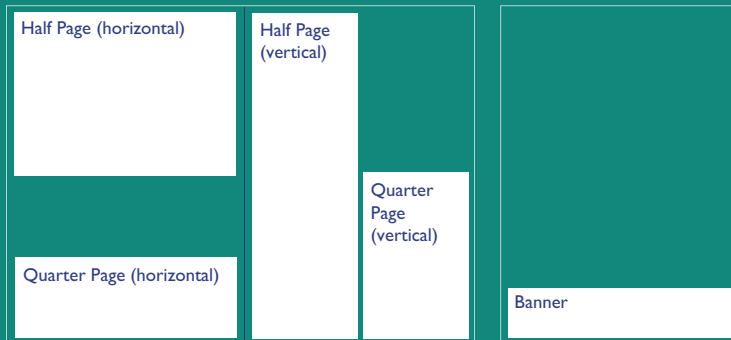 Half Page (horizontal)
Half Page
(vertical)
Quarter
Page
(vertical)
Quarter Page (horizontal)
Banner